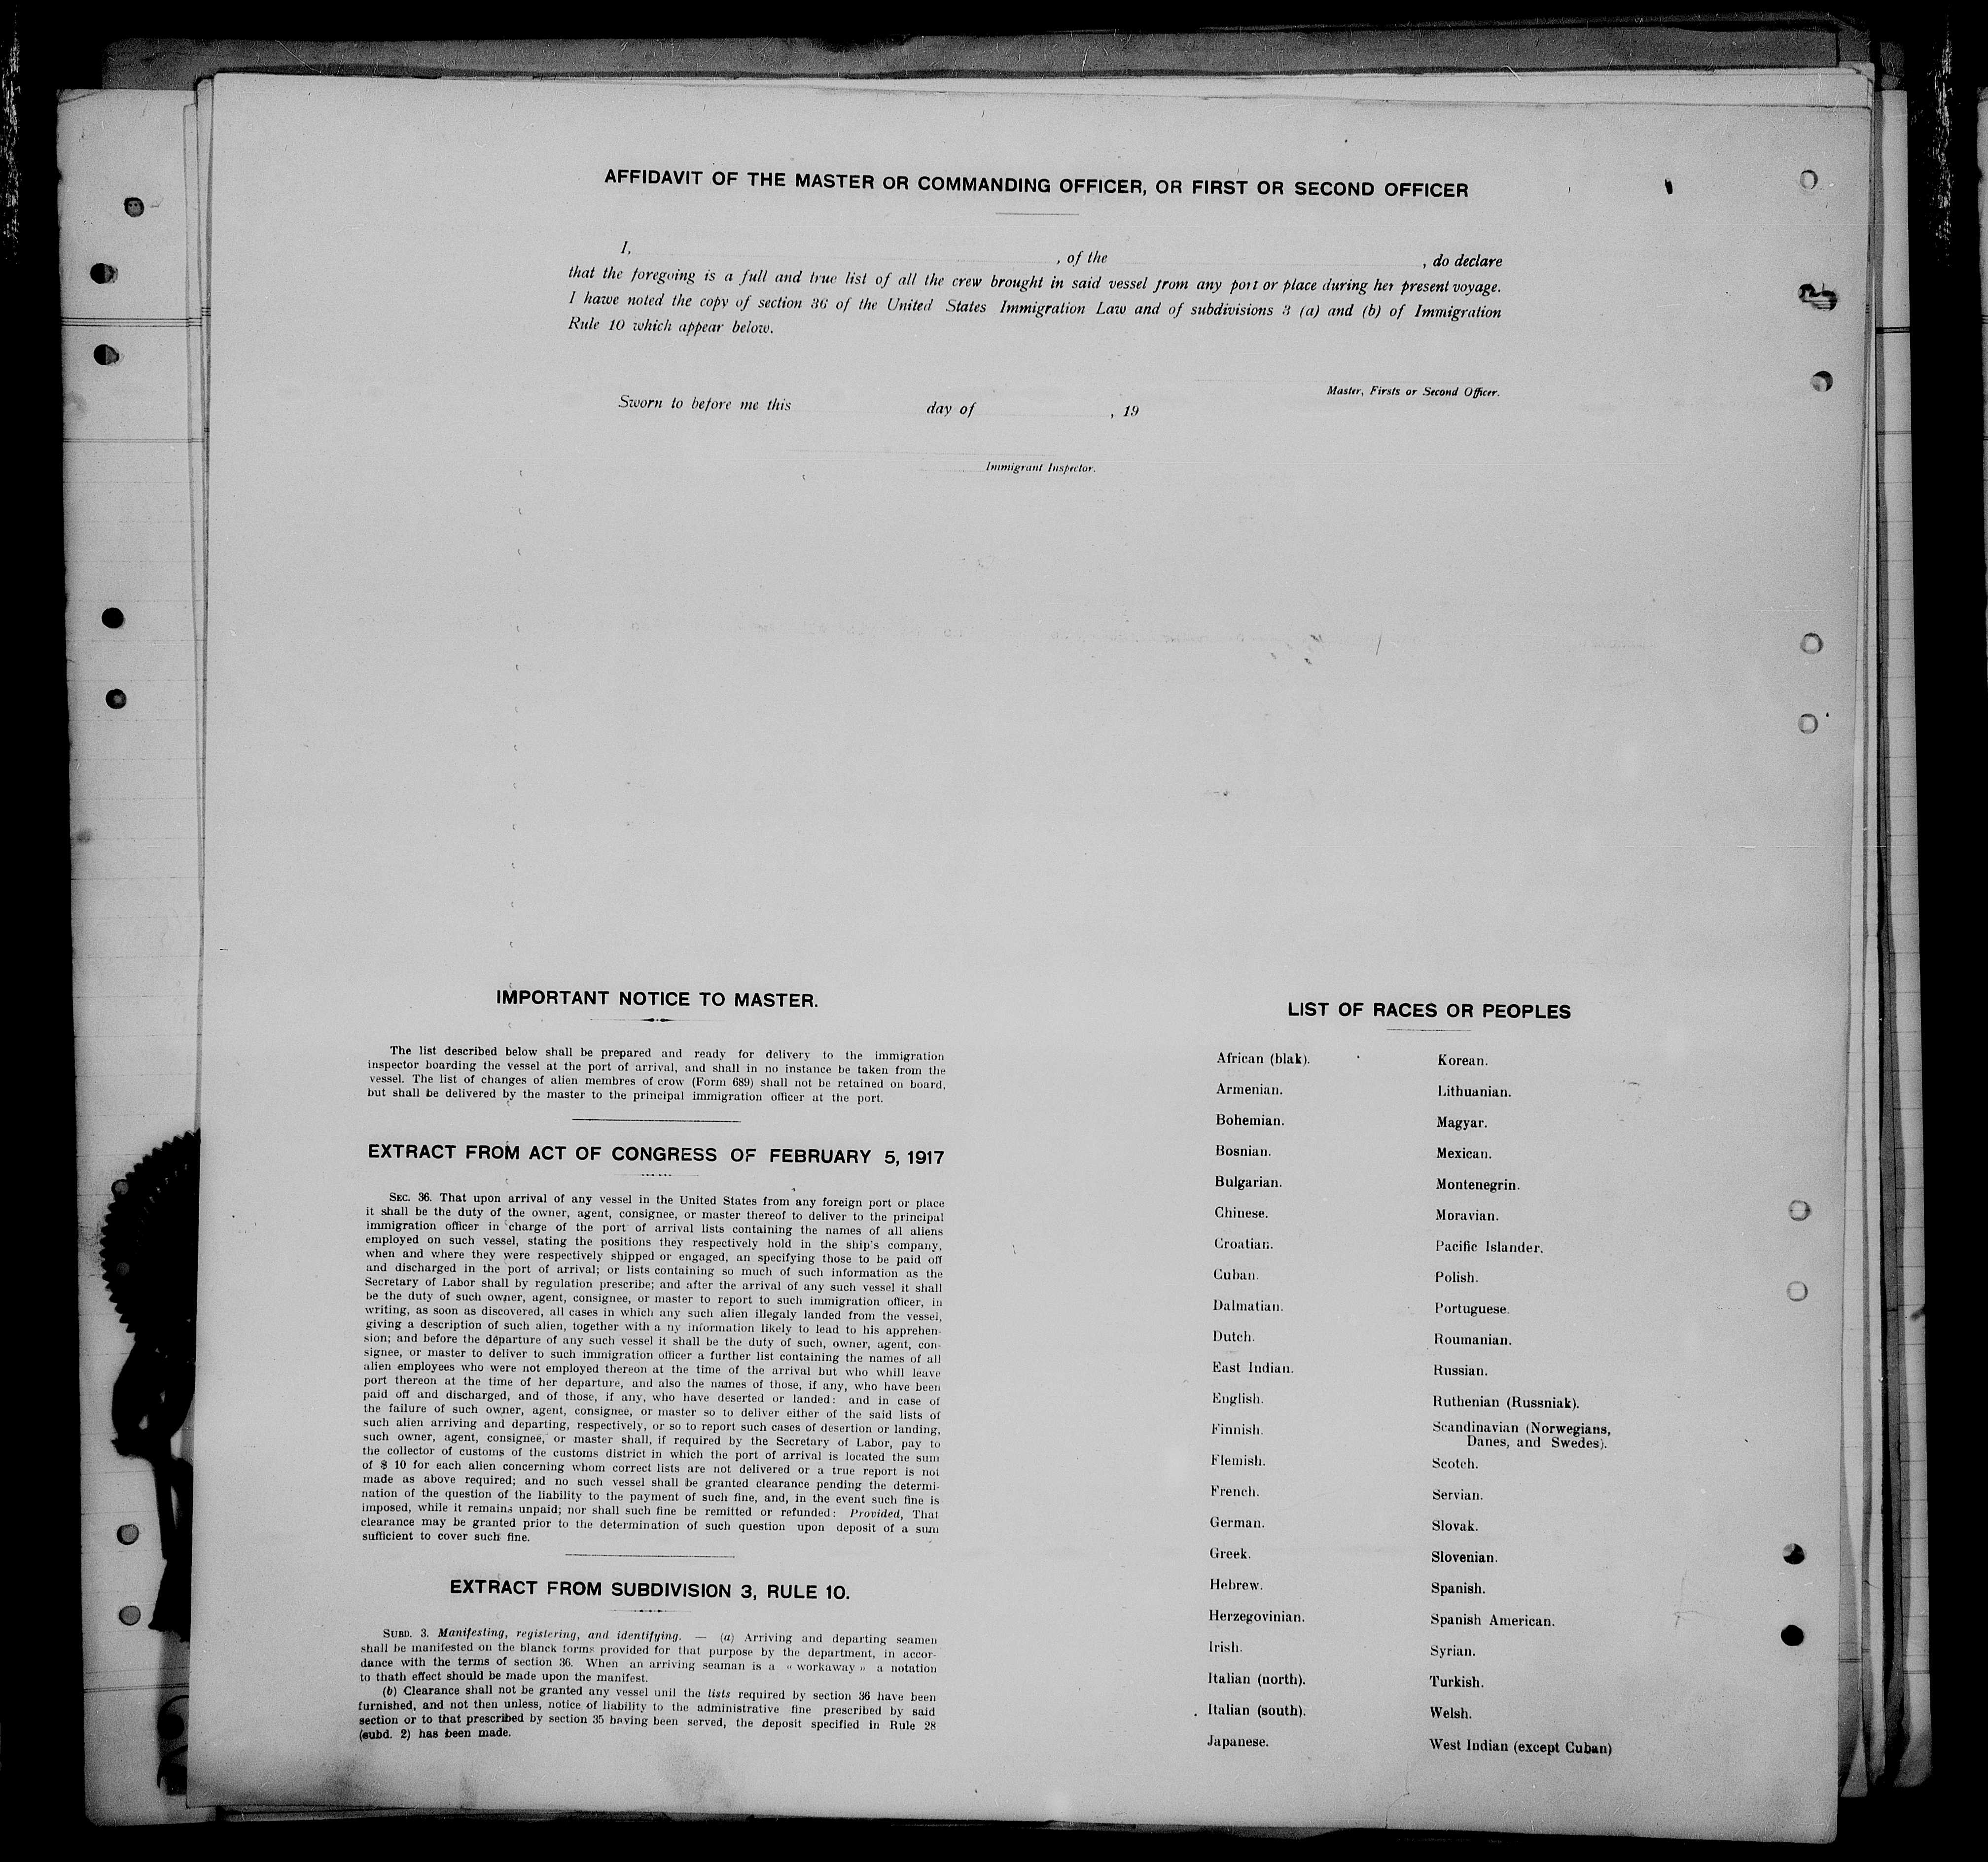 AFFIDAVIT OF THE MASTER OR COMMANDING OFFICER, OR FIRST OR SECOND OFFICER
I, , of the , do declare
that the foregoing is a full and true list of all the crew brought in said vessel from any port or place during her present voyage.
I hawe noted the copy of section 36 of the United States Immigration Law and of subdivisions 3 (a) and (b) of Immigration
Rule 10 which appear below.
Master, Firsts or Second Officer.
Sworn to before me this day of , 19
Immigrant Inspector.
IMPORTANT NOTICE TO MASTER.
The list described below shall be prepared and ready for delivery to the immigration
inspector boarding the vessel at the port of arrival, and shall in no instance be taken from the
vessel. The list of changes of alien membres of crow (Form 689) shall not be retained on board,
but shall be delivered by the master to the principal immigration officer at the port.
EXTRACT FROM ACT OF CONGRESS OF FEBRUARY 5, 1917
SEC. 36. That upon arrival of any vessel in the United States from any foreign port or place
it shall be the duty of the owner, agent, consignee, or master thereof to deliver to the principal
immigration officer in charge of the port of arrival lists containing the names of all aliens
employed on such vessel, stating the positions they respectively hold in the ship's company,
when and where they were respectively shipped or engaged, an specifying those to be paid off
and discharged in the port of arrival; or lists containing so much of such information as the
Secretary of Labor shall by regulation prescribe; and after the arrival of any such vessel it shall
be the duty of such owner, agent, consignee, or master to report to such immigration officer, in
writing, as soon as discovered, all cases in which any such alien illegaly landed from the vessel,
giving a description of such alien, together with a ny information likely to lead to his apprehen-
sion; and before the departure of any such vessel it shall be the duty of such, owner, agent, con-
signee, or master to deliver to such immigration officer a further list containing the names of all
alien employees who were not employed thereon at the time of the arrival but who whill leave
port thereon at the time of her departure, and also the names of those, if any, who have been
paid off and discharged, and of those, if any, who have deserted or landed: and in case of
the failure of such owner, agent, consignee, or master so to deliver either of the said lists of
such alien arriving and departing, respectively, or so to report such cases of desertion or landing,
such owner, agent, consignee, or master shall, if required by the Secretary of Labor, pay to
the collector of customs of the customs district in which the port of arrival is located the sum
of $ 10 for each alien concerning whom correct lists are not delivered or a true report is not
made as above required; and no such vessel shall be granted clearance pending the determi-
nation of the question of the liability to the payment of such fine, and, in the event such fine is
imposed, while it remains unpaid; nor shall such fine be remitted or refunded: Provided, That
clearance may be granted prior to the determination of such question upon deposit of a sum
sufficient to cover such fine.
EXTRACT FROM SUBDIVISION 3, RULE 10.
SUBD. 3. Manifesting, registering, and identifying. — (a) Arriving and departing seamen
shall be manifested on the blanck forms provided for that purpose by the department, in accor-
dance with the terms of section 36. When an arriving seaman is a « workaway » a notation
to thath effect should be made upon the manifest.
(b) Clearance shall not be granted any vessel unil the lists required by section 36 have been
furnished, and not then unless, notice of liability to the administrative fine prescribed by said
section or to that prescribed by section 35 having been served, the deposit specified in Rule 28
(subd. 2) has been made.
LIST OF RACES OR PEOPLES
African (blak).
Armenian.
Bohemian.
Bosnian.
Bulgarian.
Chinese.
Croatian.
Cuban.
Dalmatian.
Dutch.
East Indian.
English.
Finnish.
Flemish.
French.
German.
Greek.
Hebrew.
Herzegovinian.
Irish.
Italian (north).
Italian (south).
Japanese.
Korean.
Lithuanian.
Magyar.
Mexican.
Montenegrin.
Moravian.
Pacific Islander.
Polish.
Portuguese.
Roumanian.
Russian.
Ruthenian (Russniak).
Scandinavian (Norwegians,
Danes, and Swedes).
Scotch.
Servian.
Slovak.
Slovenian.
Spanish.
Spanish American.
Syrian.
Turkish.
Welsh.
West Indian (except Cuban)